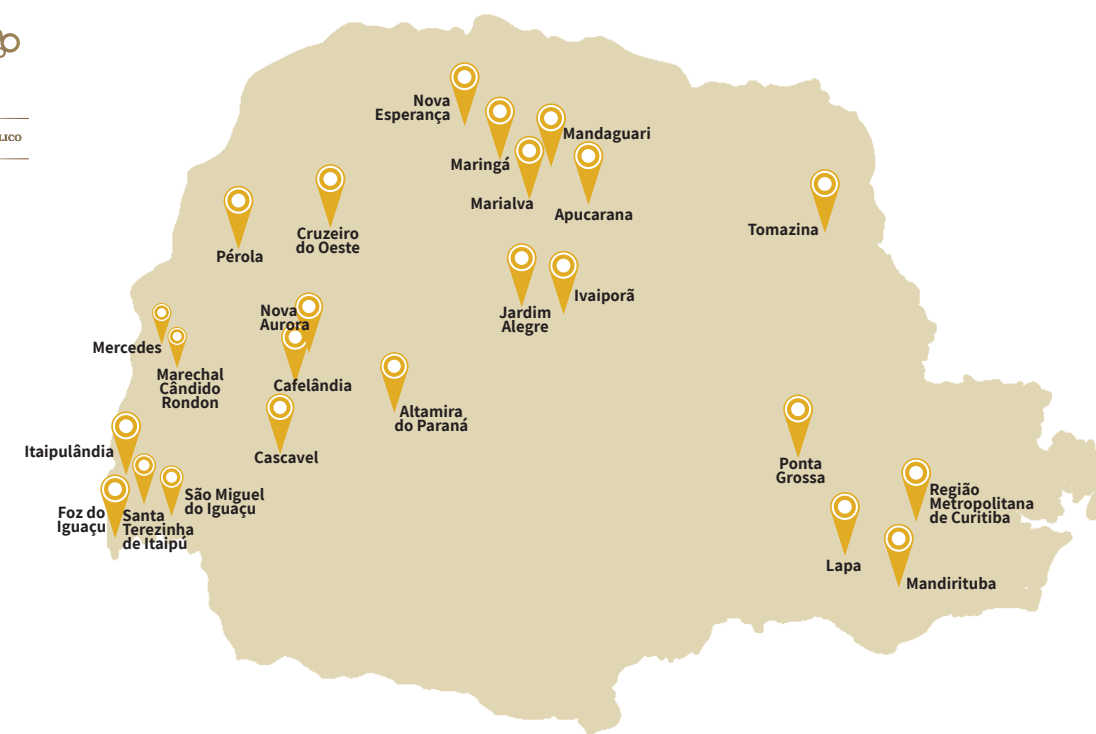 LICO
Nova
Esperança
Mandaguari
Maringá
Marialva
Apucarana
Tomazina
Cruzeiro
do Oeste
Pérola
Ivaiporã
Jardim
Alegre
Nova
Aurora
Mercedes
Marechal
Cândido
Rondon
Cafelândia
Altamira
do Paraná
Itaipulândia
Cascavel
Ponta
Grossa
São Miguel
do Iguaçu
Região
Metropolitana
de Curitiba
Foz do
Iguaçu
Santa
Terezinha
de Itaipú
Lapa
Mandirituba